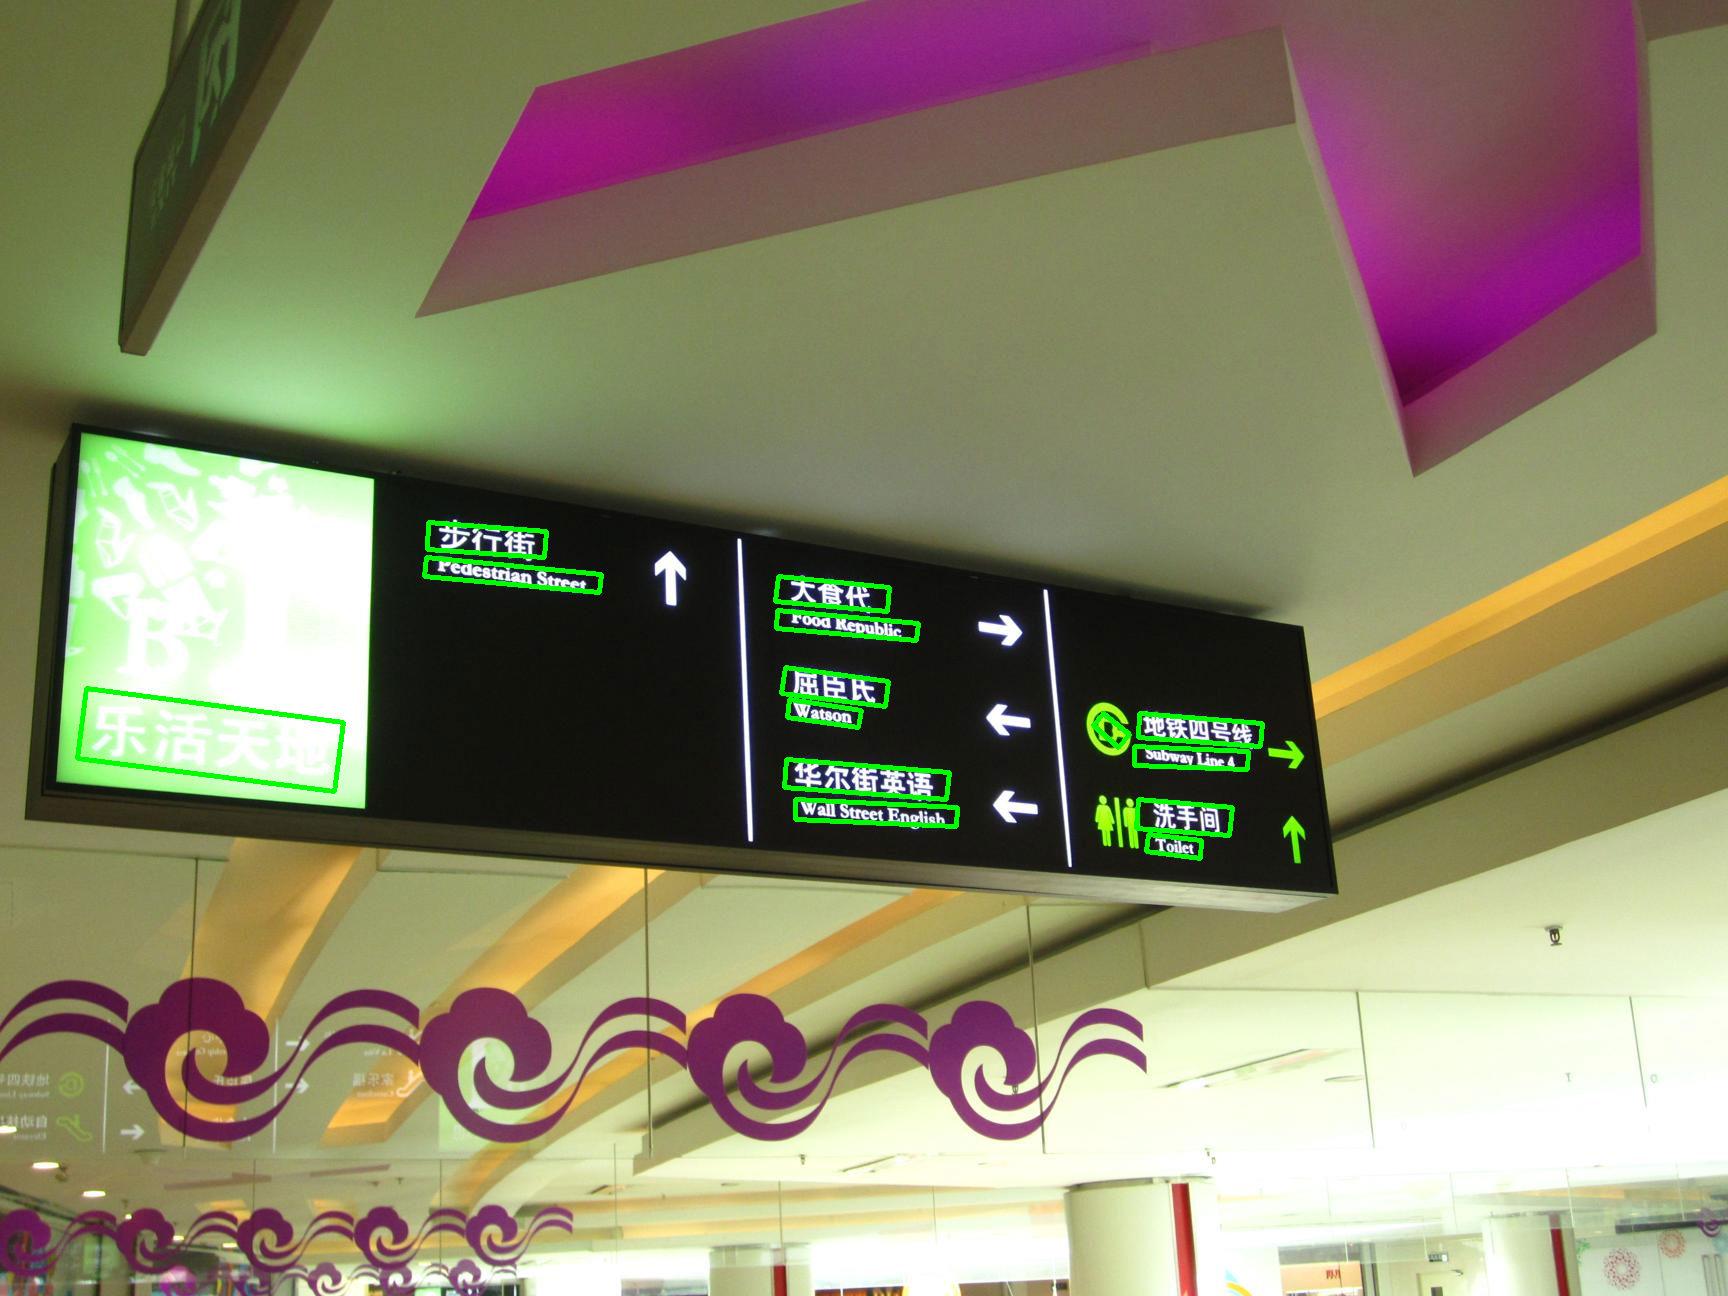 B1
乐活天地
步行街
Pedestrian Street
大食代
Food Republic
屈臣氏
Watson
华尔街英语
Wall Street English
地铁四号线
Subway Line 4
洗手间
Toilet